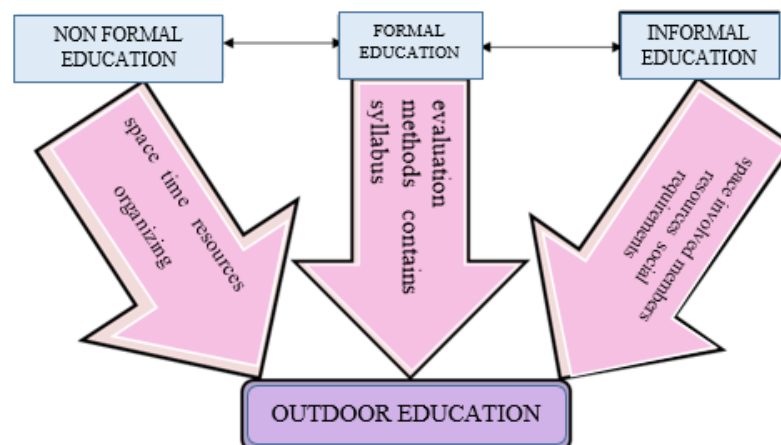 NON FORMAL
EDUCATION
FORMAL
EDUCATION
INFORMAL
EDUCATION
space time resources
organizing
evaluation
methods contains
syllabus
space involved members
resources social
requirements
OUTDOOR EDUCATION